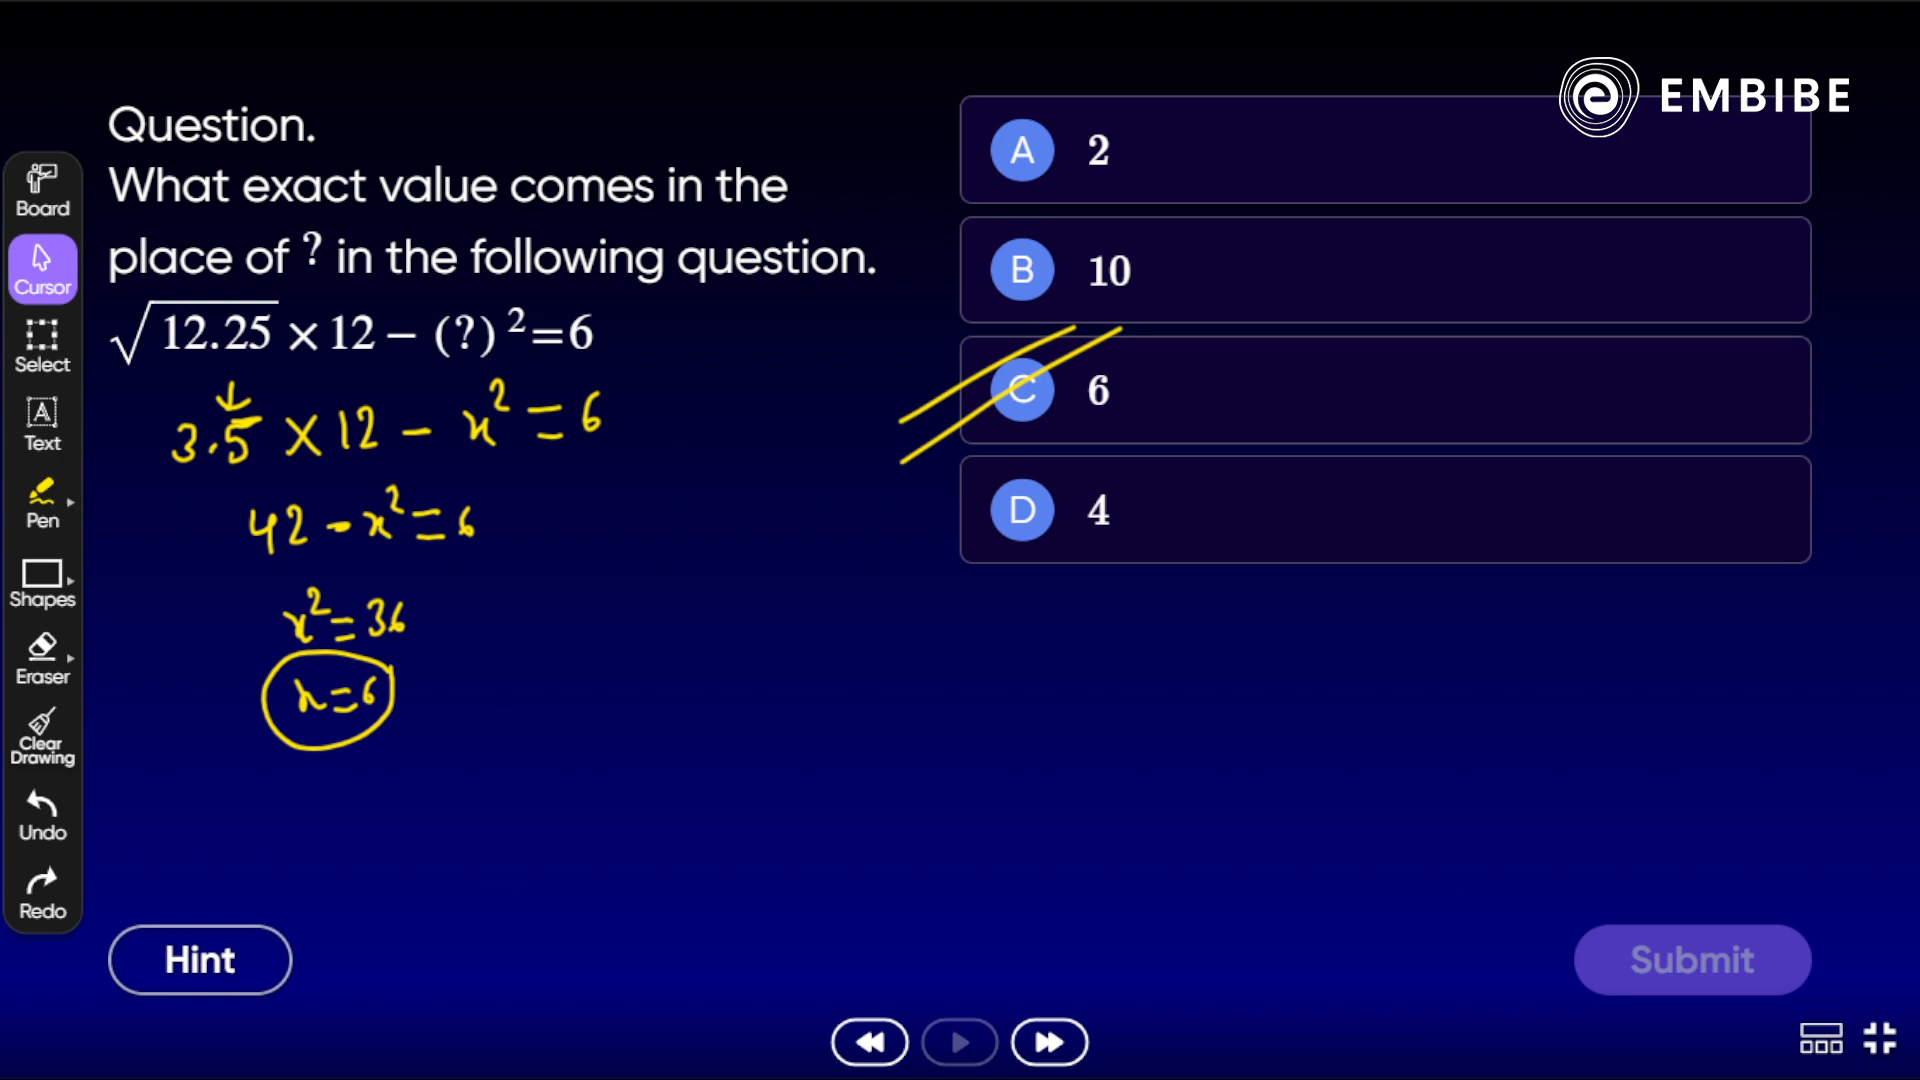 EMBIBE
Question.
What exact value comes in the
place of ? in the following question.
√12.25 × 12 − (?)²=6
3.5 × 12 − x² = 6
42 − x² = 6
x² = 36
x = 6
A 2
B 10
C 6
D 4
Board
Cursor
Select
A
Text
Pen
Shapes
Eraser
Clear
Drawing
Undo
Redo
Hint
Submit